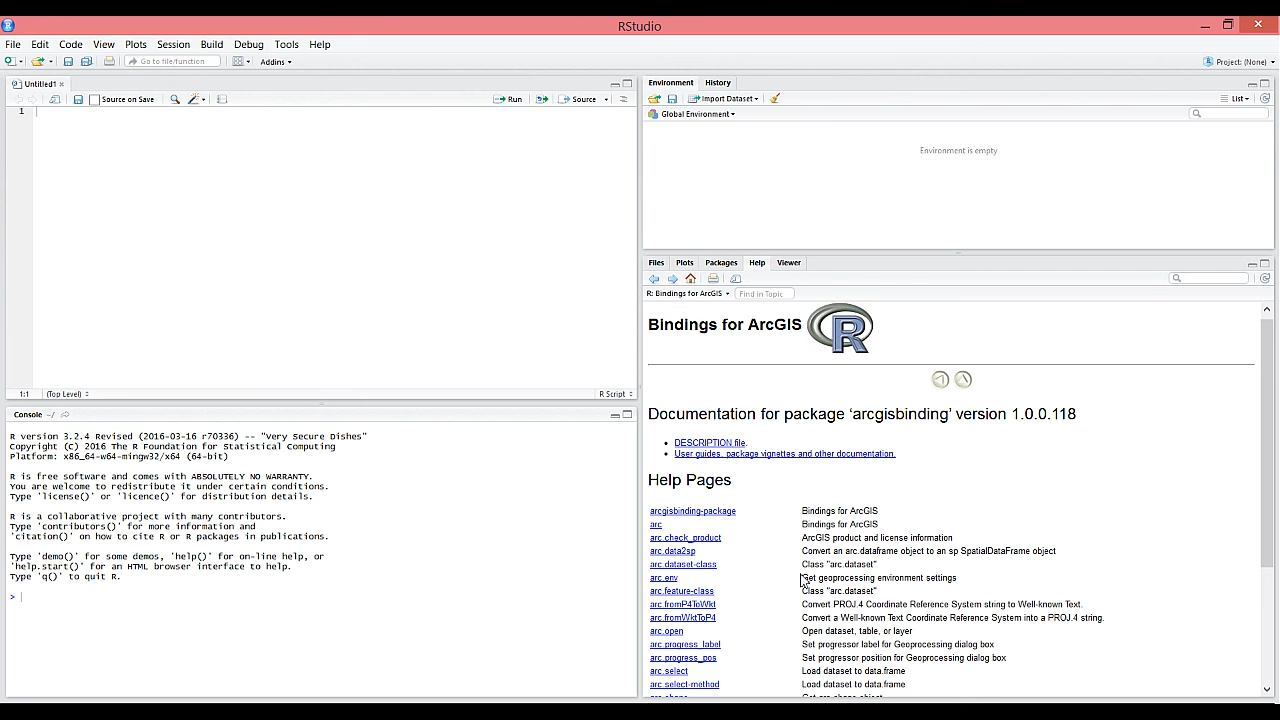 RStudio
File Edit Code View Plots Session Build Debug Tools Help
Go to file/function Addins Project: (None)
Untitled1
Source on Save Run Source
1
1:1 (Top Level) R Script
Console ~/
R version 3.2.4 Revised (2016-03-16 r70336) -- "Very Secure Dishes"
Copyright (C) 2016 The R Foundation for Statistical Computing
Platform: x86_64-w64-mingw32/x64 (64-bit)
R is free software and comes with ABSOLUTELY NO WARRANTY.
You are welcome to redistribute it under certain conditions.
Type 'license()' or 'licence()' for distribution details.
R is a collaborative project with many contributors.
Type 'contributors()' for more information and
'citation()' on how to cite R or R packages in publications.
Type 'demo()' for some demos, 'help()' for on-line help, or
'help.start()' for an HTML browser interface to help.
Type 'q()' to quit R.
>
Environment History
Import Dataset List
Global Environment
Environment is empty
Files Plots Packages Help Viewer
R: Bindings for ArcGIS Find in Topic
Bindings for ArcGIS R
Documentation for package ‘arcgisbinding’ version 1.0.0.118
DESCRIPTION file.
User guides, package vignettes and other documentation.
Help Pages
arcgisbinding-package Bindings for ArcGIS
arc Bindings for ArcGIS
arc.check_product ArcGIS product and license information
arc.data2sp Convert an arc.dataframe object to an sp SpatialDataFrame object
arc.dataset-class Class "arc.dataset"
arc.env Get geoprocessing environment settings
arc.feature-class Class "arc.dataset"
arc.fromP4ToWkt Convert PROJ.4 Coordinate Reference System string to Well-known Text.
arc.fromWktToP4 Convert a Well-known Text Coordinate Reference System into a PROJ.4 string.
arc.open Open dataset, table, or layer
arc.progress_label Set progressor label for Geoprocessing dialog box
arc.progress_pos Set progressor position for Geoprocessing dialog box
arc.select Load dataset to data.frame
arc.select-method Load dataset to data.frame